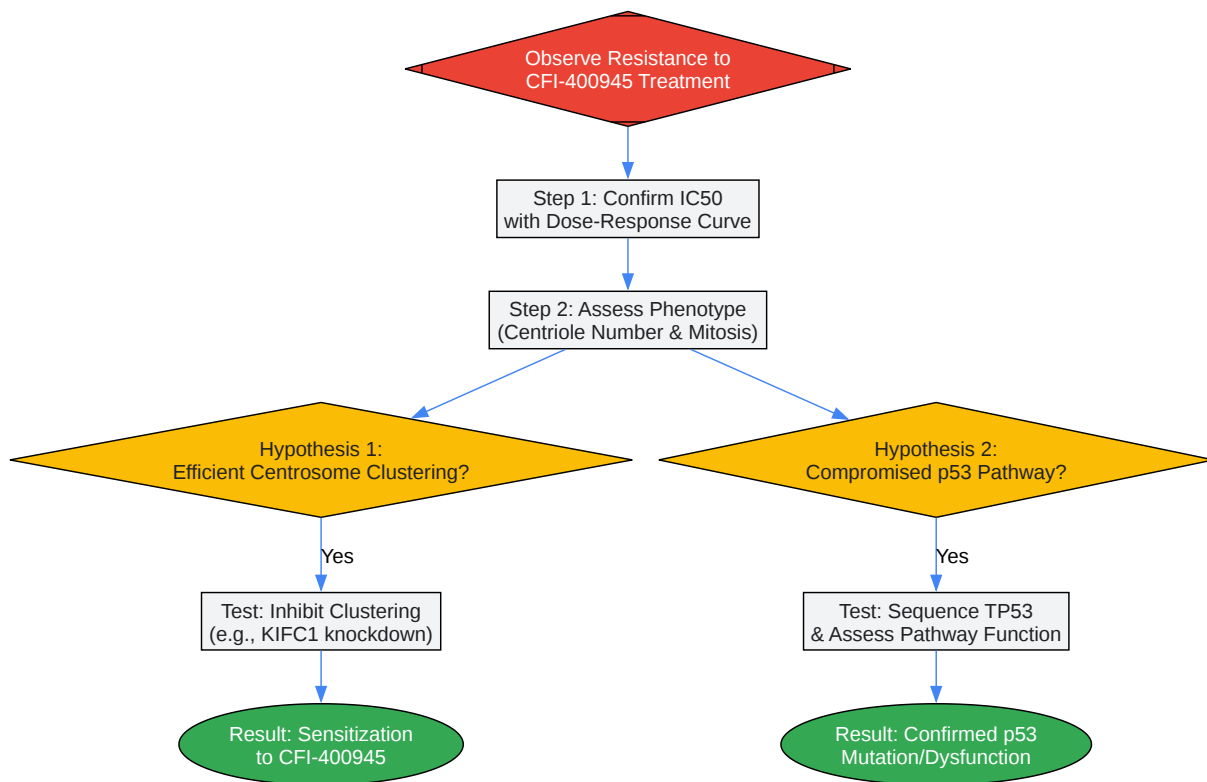 Observe Resistance to
CFI-400945 Treatment
Step 1: Confirm IC50
with Dose-Response Curve
Step 2: Assess Phenotype
(Centriole Number & Mitosis)
Hypothesis 1:
Efficient Centrosome Clustering?
Hypothesis 2:
Compromised p53 Pathway?
Yes
Yes
Test: Inhibit Clustering
(e.g., KIFC1 knockdown)
Test: Sequence TP53
& Assess Pathway Function
Result: Sensitization
to CFI-400945
Result: Confirmed p53
Mutation/Dysfunction